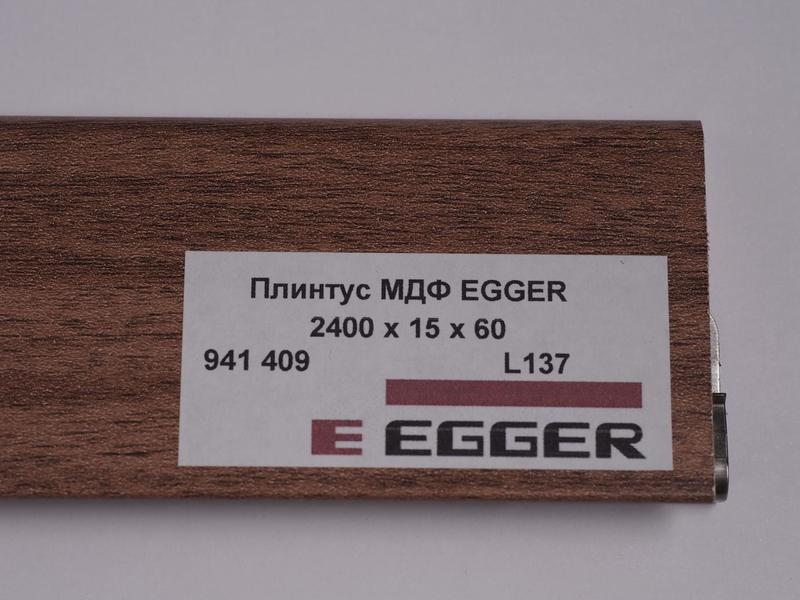 Плинтус МДФ EGGER
2400 x 15 x 60
941 409 L137
E EGGER